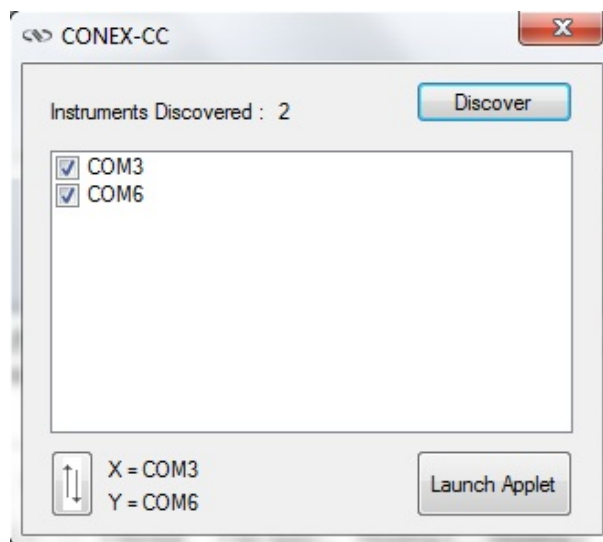 CONEX-CC
Instruments Discovered : 2
Discover
COM3
COM6
X = COM3
Y = COM6
Launch Applet